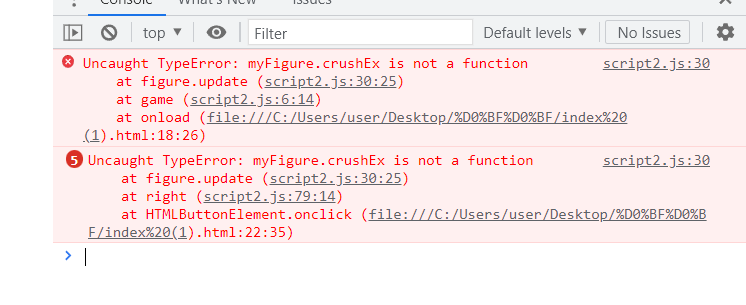 Console What's New Issues
top ▼ Filter Default levels ▼ No Issues
Uncaught TypeError: myFigure.crushEx is not a function script2.js:30
at figure.update (script2.js:30:25)
at game (script2.js:6:14)
at onload (file:///C:/Users/user/Desktop/%D0%BF%D0%BF/index%20
(1).html:18:26)
5 Uncaught TypeError: myFigure.crushEx is not a function script2.js:30
at figure.update (script2.js:30:25)
at right (script2.js:79:14)
at HTMLButtonElement.onclick (file:///C:/Users/user/Desktop/%D0%BF%D0%B
F/index%20(1).html:22:35)